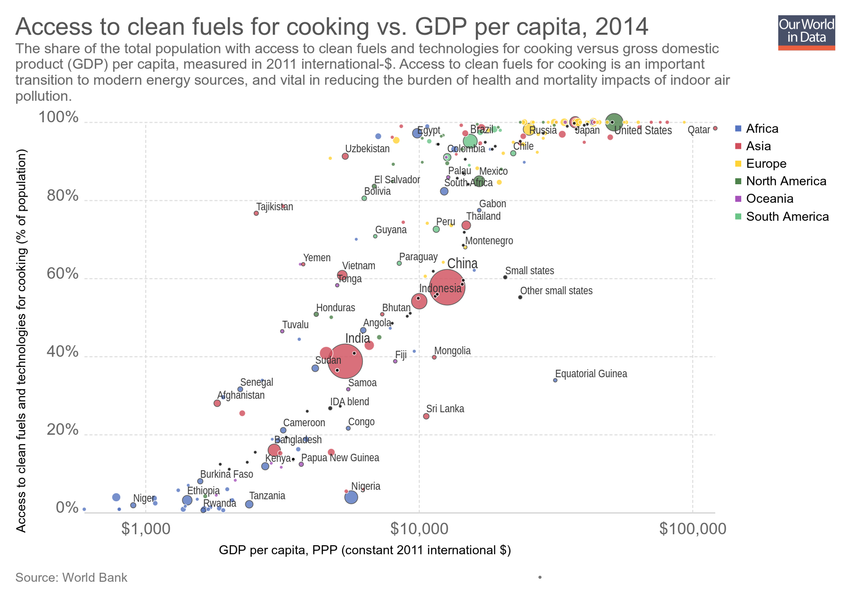 Access to clean fuels for cooking vs. GDP per capita, 2014
Our World
in Data
The share of the total population with access to clean fuels and technologies for cooking versus gross domestic
product (GDP) per capita, measured in 2011 international-$. Access to clean fuels for cooking is an important
transition to modern energy sources, and vital in reducing the burden of health and mortality impacts of indoor air
pollution.
Access to clean fuels and technologies for cooking (% of population)
100%
80%
60%
40%
20%
0%
Egypt
Brazil
Russia
Japan
United States
Qatar
Uzbekistan
Colombia
Chile
El Salvador
Palau
Mexico
Bolivia
South Africa
Tajikistan
Gabon
Thailand
Guyana
Peru
Montenegro
Yemen
Vietnam
Paraguay
China
Small states
Tonga
Indonesia
Other small states
Honduras
Bhutan
Tuvalu
Angola
India
Sudan
Fiji
Mongolia
Senegal
Samoa
Equatorial Guinea
Afghanistan
IDA blend
Sri Lanka
Cameroon
Congo
Bangladesh
Kenya
Papua New Guinea
Burkina Faso
Nigeria
Ethiopia
Niger
Rwanda
Tanzania
$1,000
$10,000
$100,000
GDP per capita, PPP (constant 2011 international $)
Africa
Asia
Europe
North America
Oceania
South America
Source: World Bank